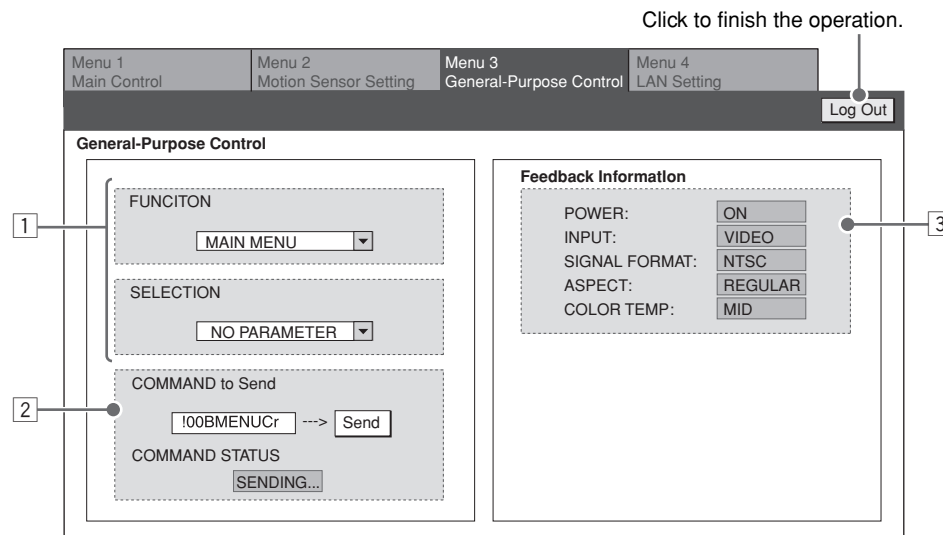 Click to finish the operation.
Menu 1
Main Control
Menu 2
Motion Sensor Setting
Menu 3
General-Purpose Control
Menu 4
LAN Setting
Log Out
General-Purpose Control
1
FUNCITON
MAIN MENU
SELECTION
NO PARAMETER
2
COMMAND to Send
!00BMENUCr ---> Send
COMMAND STATUS
SENDING...
Feedback Information
POWER: ON
INPUT: VIDEO
SIGNAL FORMAT: NTSC
ASPECT: REGULAR
COLOR TEMP: MID
3